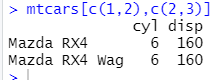 > mtcars[c(1,2),c(2,3)]
              cyl disp
Mazda RX4       6  160
Mazda RX4 Wag   6  160
>